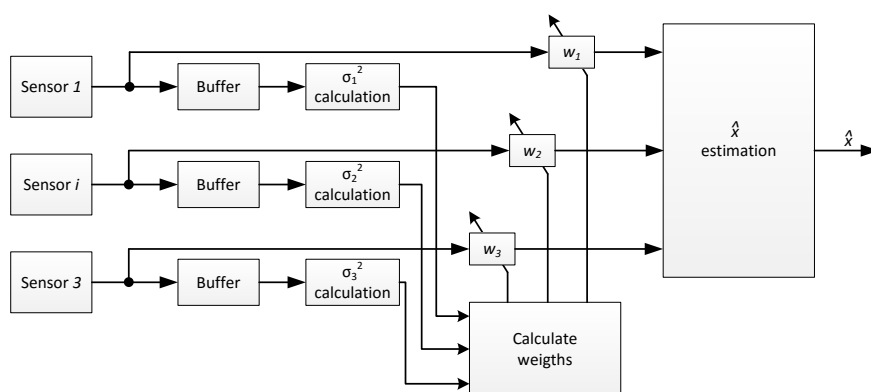 w₁
Sensor 1
Buffer
σ₁²
calculation
x̂
estimation
x̂
w₂
Sensor i
Buffer
σ₂²
calculation
w₃
Sensor 3
Buffer
σ₃²
calculation
Calculate
weigths